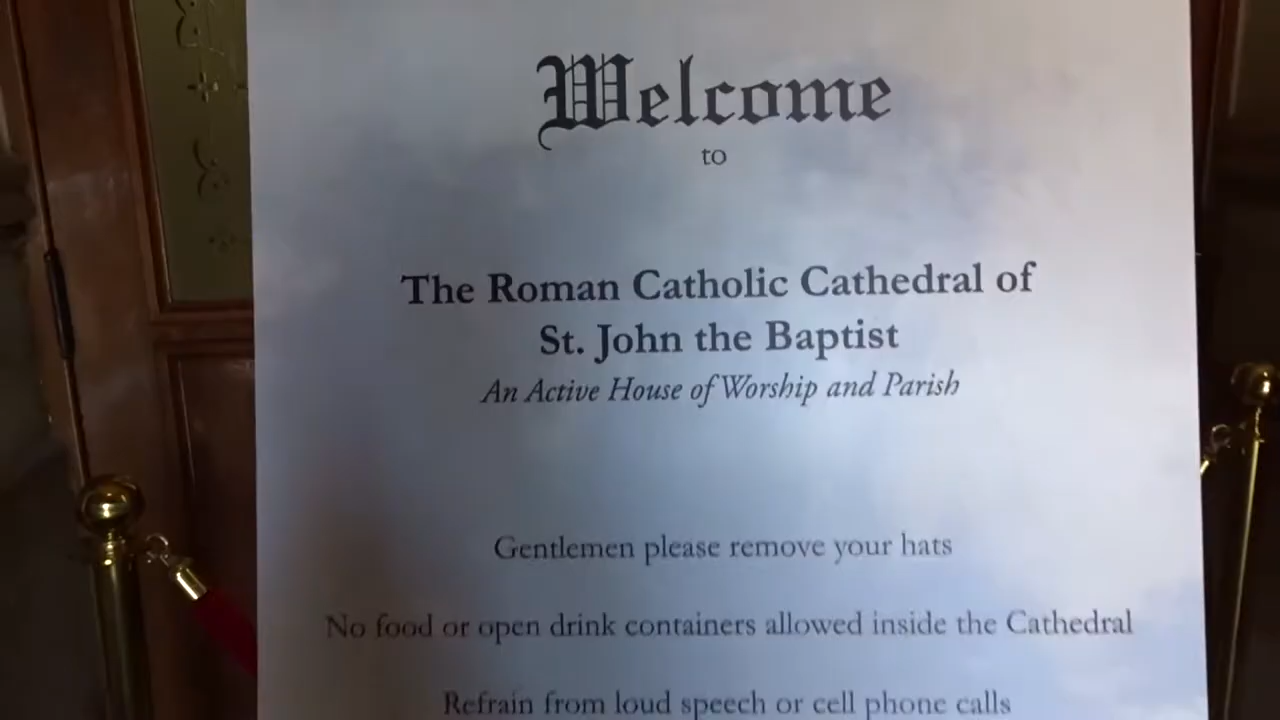 Welcome
to
The Roman Catholic Cathedral of
St. John the Baptist
An Active House of Worship and Parish
Gentlemen please remove your hats
No food or open drink containers allowed inside the Cathedral
Refrain from loud speech or cell phone calls